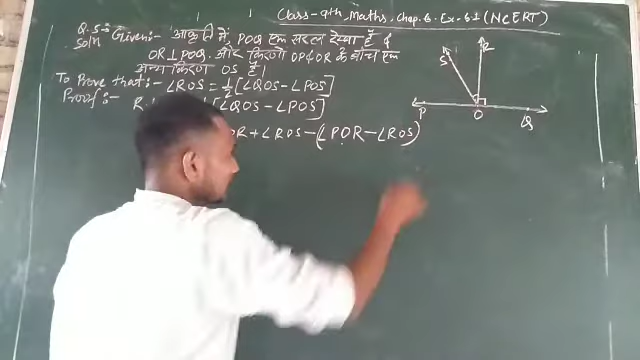 Class-9th, Maths, Chap. 6. Ex-6.1 (NCERT)
Q.5:-
Solⁿ Given:- आकृति में, POQ एक सरल रेखा है।
OR⊥POQ और किरणों OP और OR के बीच एक
अन्य किरण OS है।
To Prove that:- ∠ROS = ½[∠QOS - ∠POS]
Proof:- R.H.S [∠QOS - ∠POS]
OR + ∠ROS - (∠POR - ∠ROS)
S R
P O Q